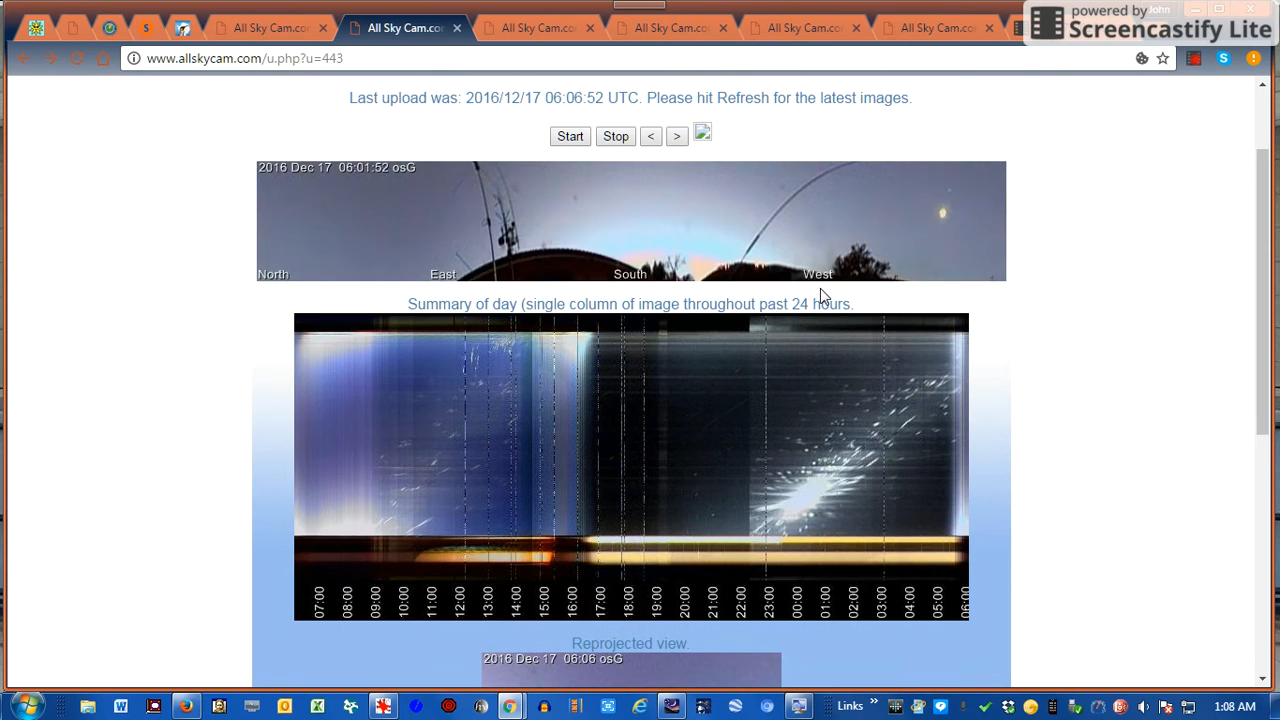 powered by
Screencastify Lite
John
All Sky Cam.co
All Sky Cam.co
All Sky Cam.co
All Sky Cam.co
All Sky Cam.co
All Sky Cam.co
www.allskycam.com/u.php?u=443
Last upload was: 2016/12/17 06:06:52 UTC. Please hit Refresh for the latest images.
Start Stop < >
2016 Dec 17 06:01:52 osG
North East South West
Summary of day (single column of image throughout past 24 hours.
07:00 08:00 09:00 10:00 11:00 12:00 13:00 14:00 15:00 16:00 17:00 18:00 19:00 20:00 21:00 22:00 23:00 00:00 01:00 02:00 03:00 04:00 05:00 06:00
Reprojected view.
2016 Dec 17 06:06 osG
Links » 1:08 AM